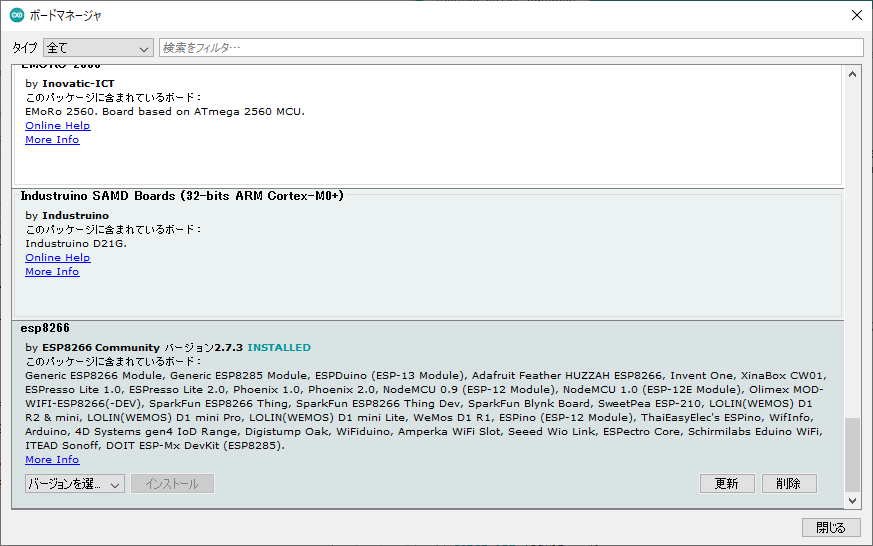 ボードマネージャ
タイプ 全て 検索をフィルタ…
EMoRo 2560
by Inovatic-ICT
このパッケージに含まれているボード：
EMoRo 2560. Board based on ATmega 2560 MCU.
Online Help
More Info
Industruino SAMD Boards (32-bits ARM Cortex-M0+)
by Industruino
このパッケージに含まれているボード：
Industruino D21G.
Online Help
More Info
esp8266
by ESP8266 Community バージョン2.7.3 INSTALLED
このパッケージに含まれているボード：
Generic ESP8266 Module, Generic ESP8285 Module, ESPDuino (ESP-13 Module), Adafruit Feather HUZZAH ESP8266, Invent One, XinaBox CW01,
ESPresso Lite 1.0, ESPresso Lite 2.0, Phoenix 1.0, Phoenix 2.0, NodeMCU 0.9 (ESP-12 Module), NodeMCU 1.0 (ESP-12E Module), Olimex MOD-
WIFI-ESP8266(-DEV), SparkFun ESP8266 Thing, SparkFun ESP8266 Thing Dev, SparkFun Blynk Board, SweetPea ESP-210, LOLIN(WEMOS) D1
R2 & mini, LOLIN(WEMOS) D1 mini Pro, LOLIN(WEMOS) D1 mini Lite, WeMos D1 R1, ESPino (ESP-12 Module), ThaiEasyElec's ESPino, WifInfo,
Arduino, 4D Systems gen4 IoD Range, Digistump Oak, WiFiduino, Amperka WiFi Slot, Seeed Wio Link, ESPectro Core, Schirmilabs Eduino WiFi,
ITEAD Sonoff, DOIT ESP-Mx DevKit (ESP8285).
More Info
バージョンを選... インストール 更新 削除
閉じる